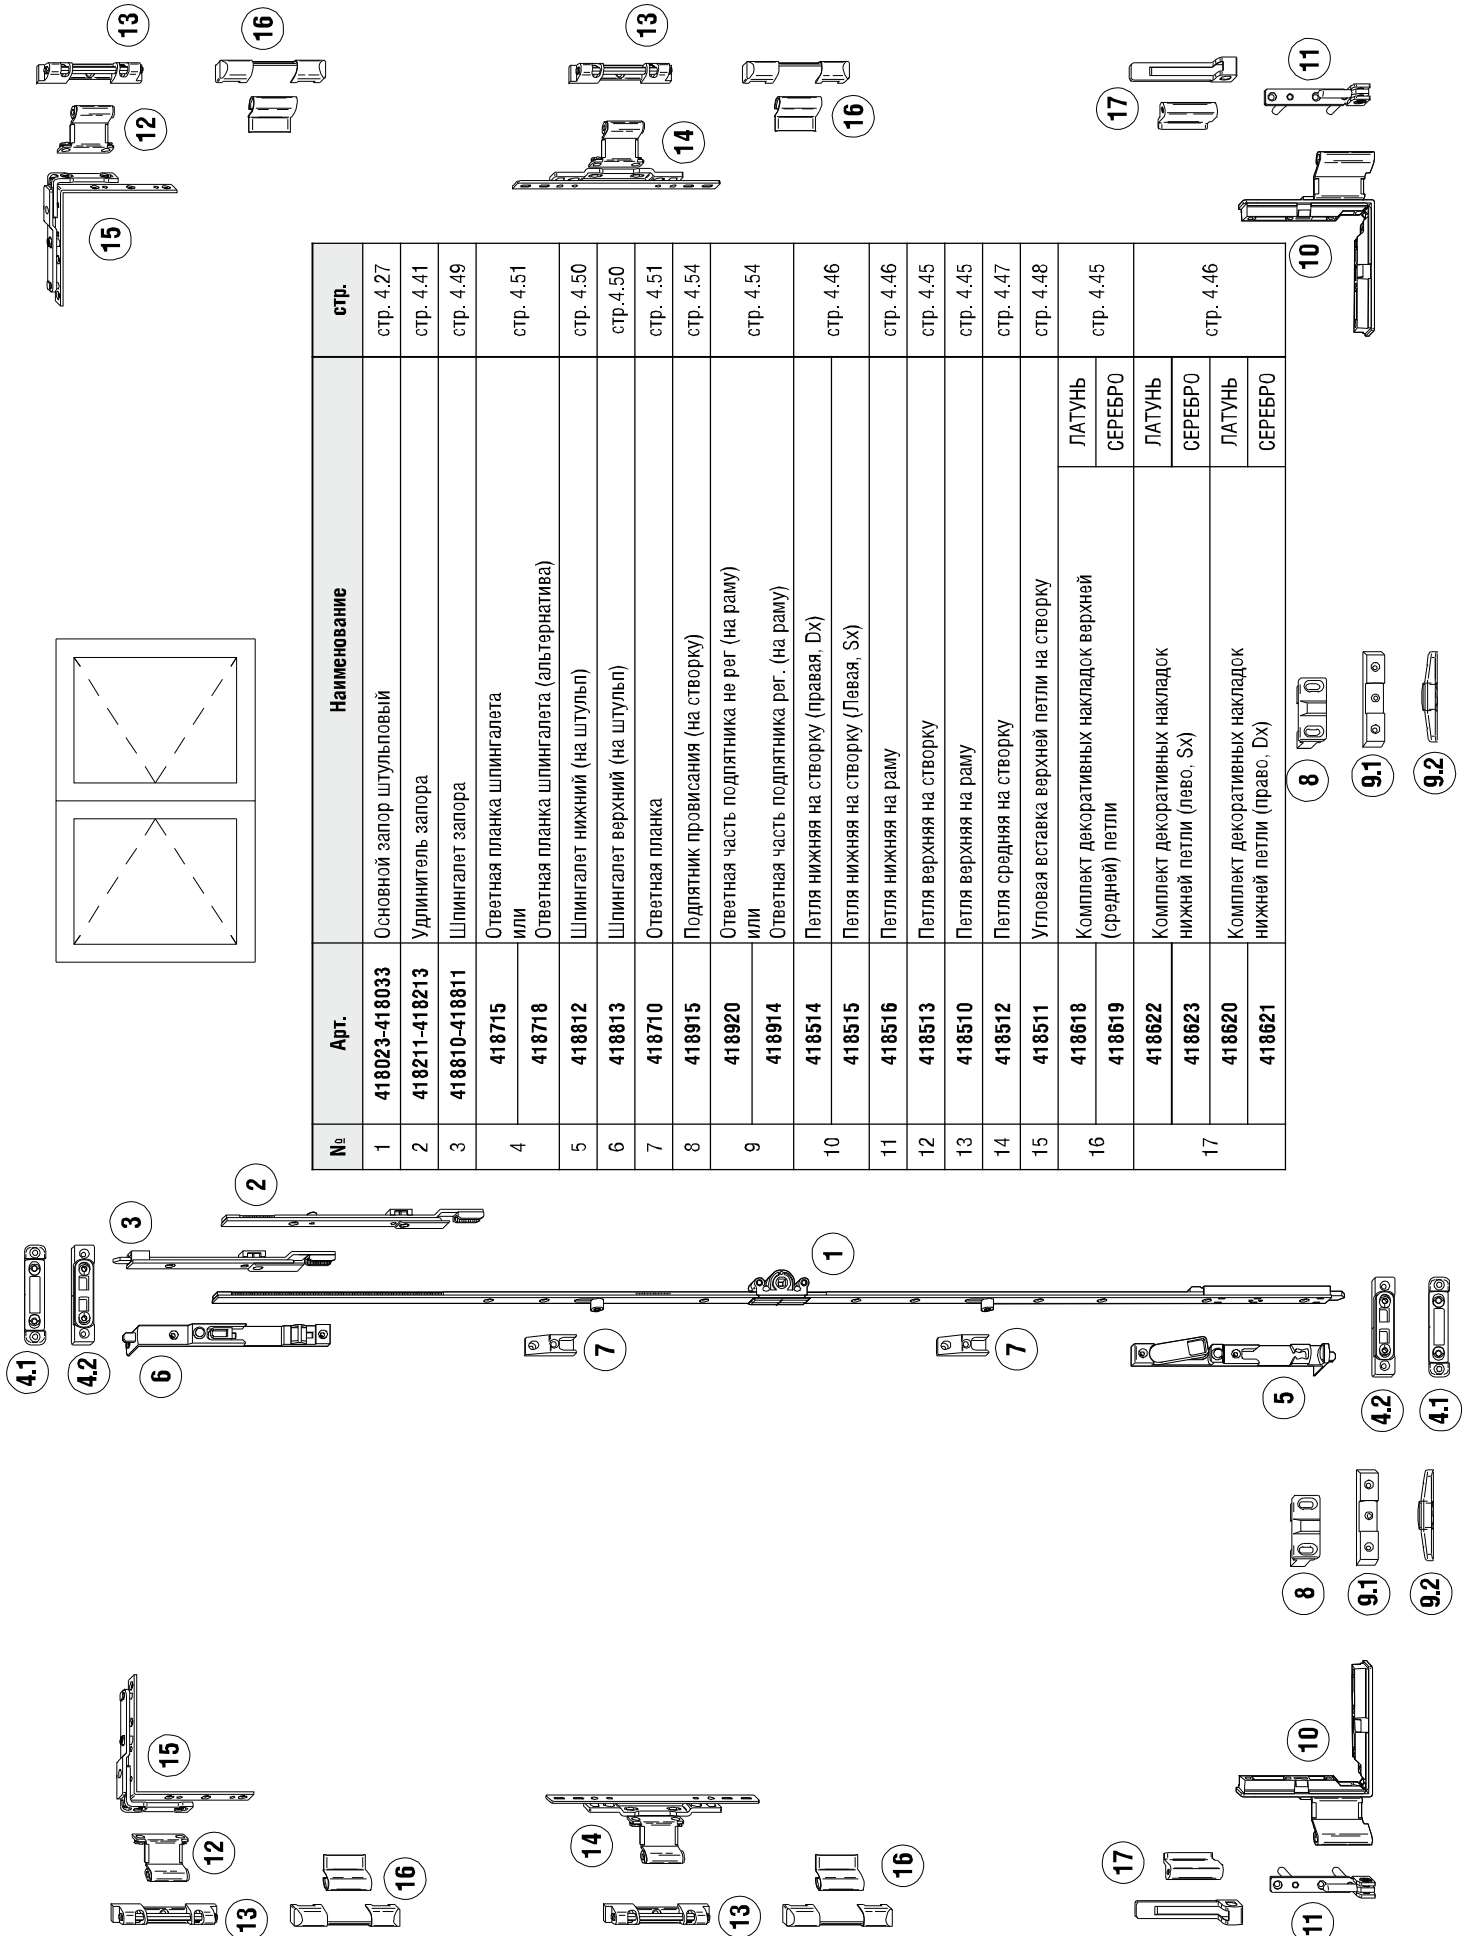 13
16
13
16
17
11
12
14
15
10
№ Арт. Наименование стр.
1 418023-418033 Основной запор штульповый стр. 4.27
2 418211-418213 Удлинитель запора стр. 4.41
3 418810-418811 Шпингалет запора стр. 4.49
4 418715 Ответная планка шпингалета стр. 4.51
или
418718 Ответная планка шпингалета (альтернатива)
5 418812 Шпингалет нижний (на штульп) стр. 4.50
6 418813 Шпингалет верхний (на штульп) стр.4.50
7 418710 Ответная планка стр. 4.51
8 418915 Подпятник провисания (на створку) стр. 4.54
9 418920 Ответная часть подпятника не рег (на раму) стр. 4.54
или
418914 Ответная часть подпятника рег. (на раму)
10 418514 Петля нижняя на створку (правая, Dx) стр. 4.46
418515 Петля нижняя на створку (Левая, Sx)
11 418516 Петля нижняя на раму стр. 4.46
12 418513 Петля верхняя на створку стр. 4.45
13 418510 Петля верхняя на раму стр. 4.45
14 418512 Петля средняя на створку стр. 4.47
15 418511 Угловая вставка верхней петли на створку стр. 4.48
16 418618 Комплект декоративных накладок верхней ЛАТУНЬ стр. 4.45
418619 (средней) петли СЕРЕБРО
17 418622 Комплект декоративных накладок ЛАТУНЬ стр. 4.46
418623 нижней петли (лево, Sx) СЕРЕБРО
418620 Комплект декоративных накладок ЛАТУНЬ
418621 нижней петли (право, Dx) СЕРЕБРО
8
9.1
9.2
2
3
1
4.1
4.2
6
7
7
5
4.2
4.1
8
9.1
9.2
15
10
12
14
16
16
17
13
13
11